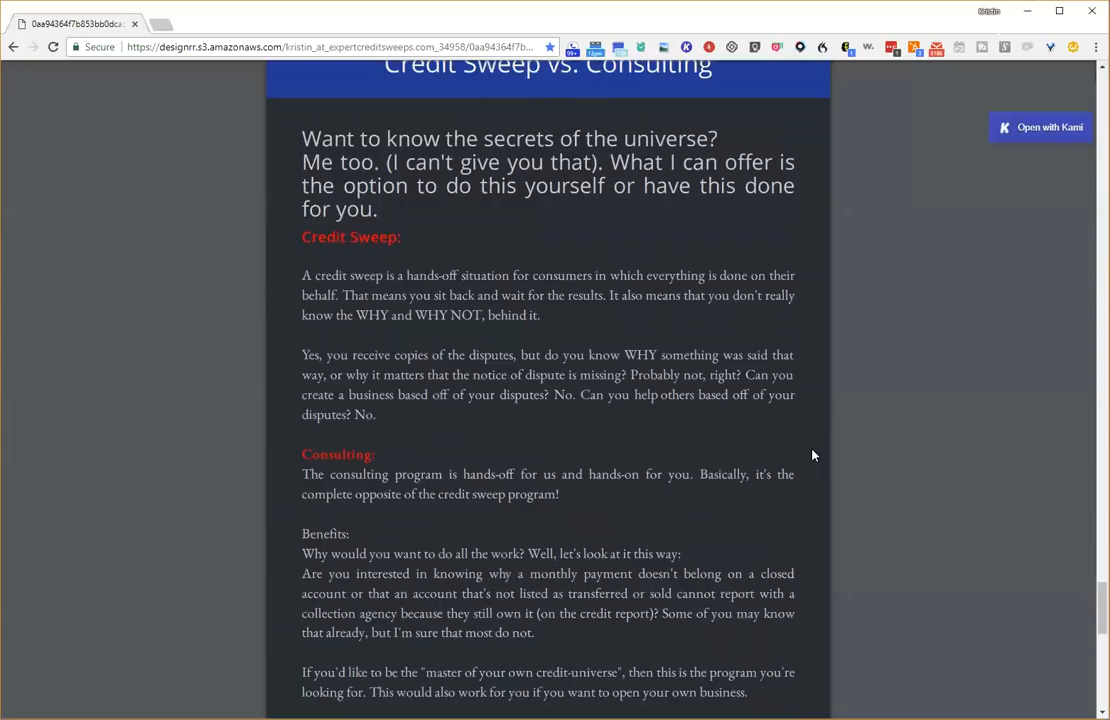 Kristin
0aa94364f7b853bb0dca
Secure
https://designrr.s3.amazonaws.com/kristin_at_expertcreditsweeps.com_34958/0aa94364f7b...
Credit Sweep vs. Consulting
Open with Kami
Want to know the secrets of the universe?
Me too. (I can't give you that). What I can offer is
the option to do this yourself or have this done
for you.
Credit Sweep:
A credit sweep is a hands-off situation for consumers in which everything is done on their
behalf. That means you sit back and wait for the results. It also means that you don't really
know the WHY and WHY NOT, behind it.
Yes, you receive copies of the disputes, but do you know WHY something was said that
way, or why it matters that the notice of dispute is missing? Probably not, right? Can you
create a business based off of your disputes? No. Can you help others based off of your
disputes? No.
Consulting:
The consulting program is hands-off for us and hands-on for you. Basically, it's the
complete opposite of the credit sweep program!
Benefits:
Why would you want to do all the work? Well, let's look at it this way:
Are you interested in knowing why a monthly payment doesn't belong on a closed
account or that an account that's not listed as transferred or sold cannot report with a
collection agency because they still own it (on the credit report)? Some of you may know
that already, but I'm sure that most do not.
If you'd like to be the "master of your own credit-universe", then this is the program you're
looking for. This would also work for you if you want to open your own business.